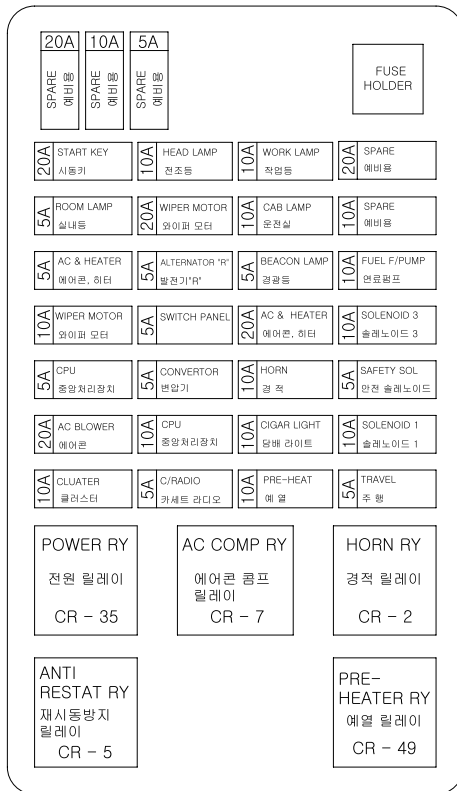 20A 10A 5A
SPARE 예비용
SPARE 예비용
SPARE 예비용
FUSE
HOLDER
20A START KEY
시동키
10A HEAD LAMP
전조등
10A WORK LAMP
작업등
20A SPARE
예비용
5A ROOM LAMP
실내등
20A WIPER MOTOR
와이퍼 모터
10A CAB LAMP
운전실
10A SPARE
예비용
5A AC & HEATER
에어콘, 히터
5A ALTERNATOR "R"
발전기"R"
5A BEACON LAMP
경광등
10A FUEL F/PUMP
연료펌프
10A WIPER MOTOR
와이퍼 모터
5A SWITCH PANEL
20A AC & HEATER
에어콘, 히터
10A SOLENOID 3
솔레노이드 3
5A CPU
중앙처리장치
5A CONVERTOR
변압기
10A HORN
경 적
5A SAFETY SOL
안전 솔레노이드
20A AC BLOWER
에어콘
10A CPU
중앙처리장치
10A CIGAR LIGHT
담배 라이트
10A SOLENOID 1
솔레노이드 1
10A CLUATER
클러스터
5A C/RADIO
카세트 라디오
10A PRE-HEAT
예 열
5A TRAVEL
주 행
POWER RY
전원 릴레이
CR - 35
AC COMP RY
에어콘 콤프
릴레이
CR - 7
HORN RY
경적 릴레이
CR - 2
ANTI
RESTAT RY
재시동방지
릴레이
CR - 5
PRE-
HEATER RY
예열 릴레이
CR - 49